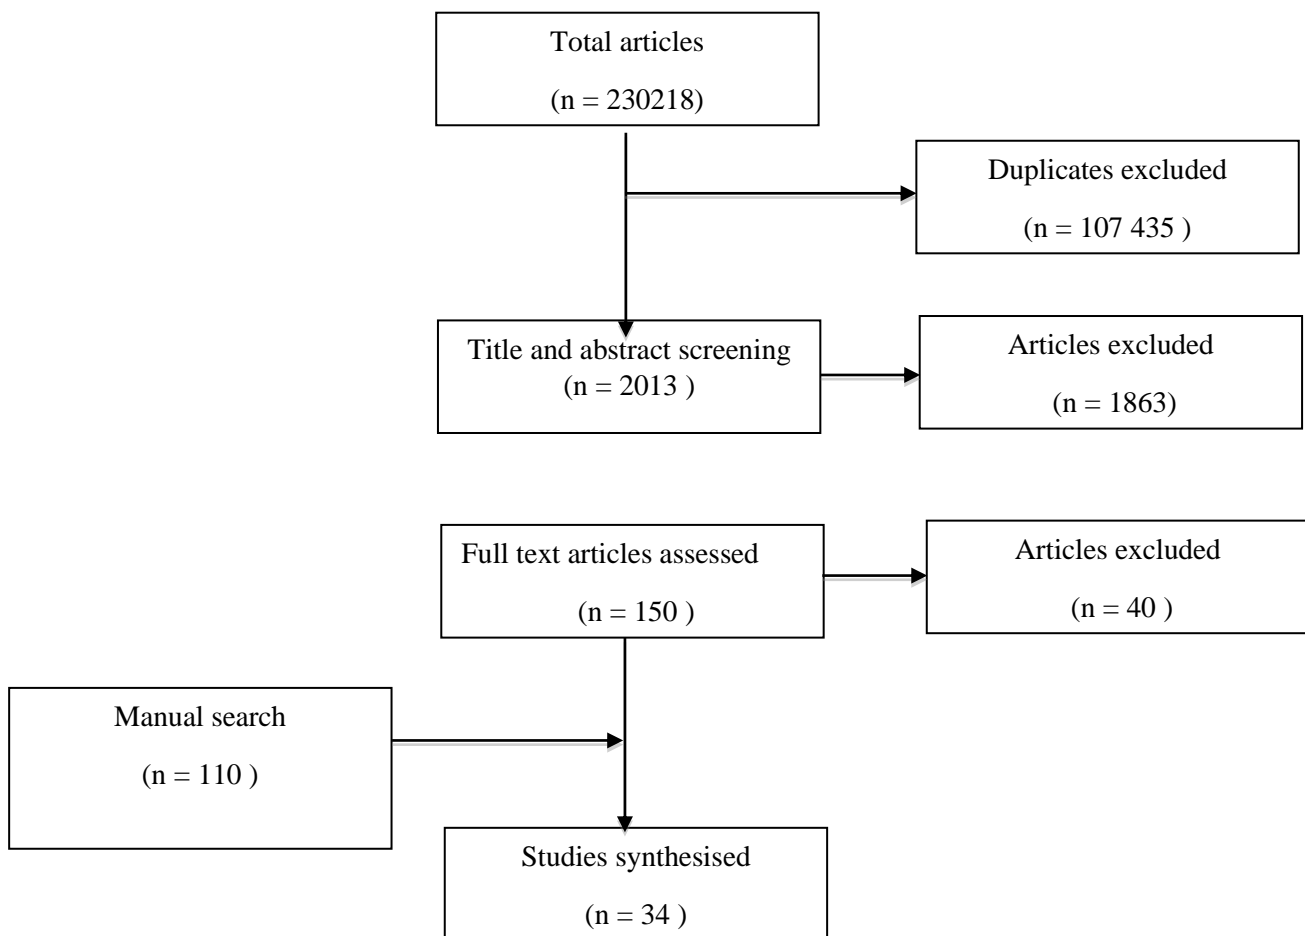 Total articles
(n = 230218)
Duplicates excluded
(n = 107 435 )
Title and abstract screening
(n = 2013 )
Articles excluded
(n = 1863)
Full text articles assessed
(n = 150 )
Articles excluded
(n = 40 )
Manual search
(n = 110 )
Studies synthesised
(n = 34 )